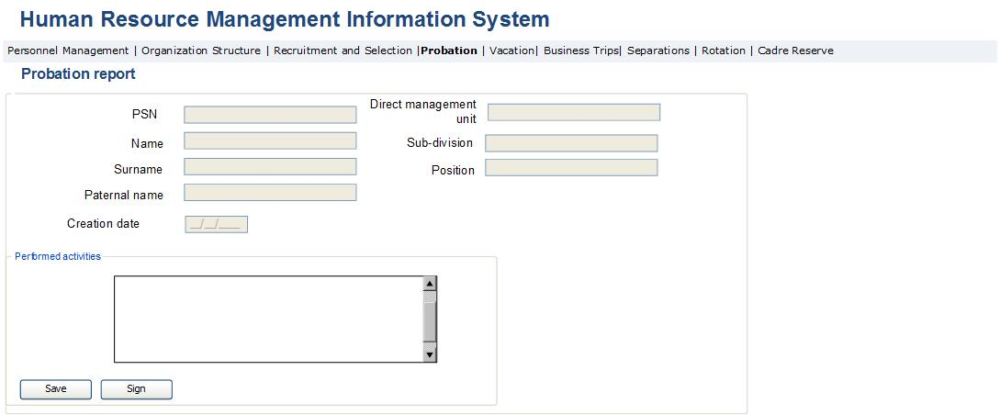 Human Resource Management Information System
Personnel Management | Organization Structure | Recruitment and Selection |Probation | Vacation| Business Trips| Separations | Rotation | Cadre Reserve
Probation report
PSN
Direct management
unit
Name
Sub-division
Surname
Position
Paternal name
Creation date
__/__/___
Performed activities
Save
Sign